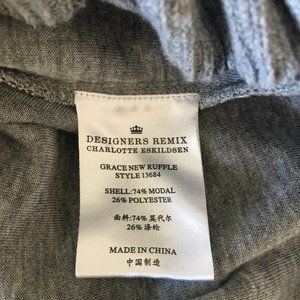 DESIGNERS REMIX
CHARLOTTE ESKILDSEN
GRACE NEW RUFFLE
STYLE 13684
SHELL: 74% MODAL
26% POLYESTER
面料:74% 莫代尔
26% 涤纶
MADE IN CHINA
中国制造